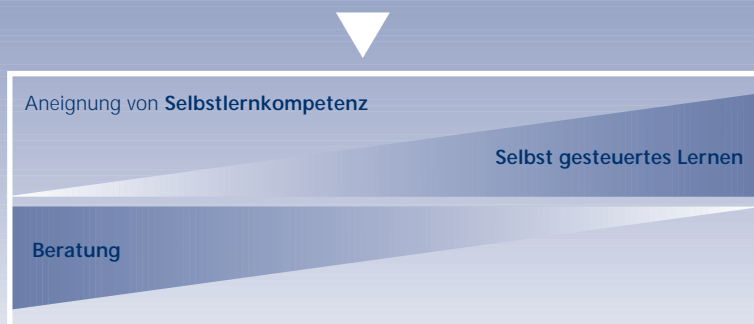 Aneignung von Selbstlernkompetenz
Selbst gesteuertes Lernen
Beratung